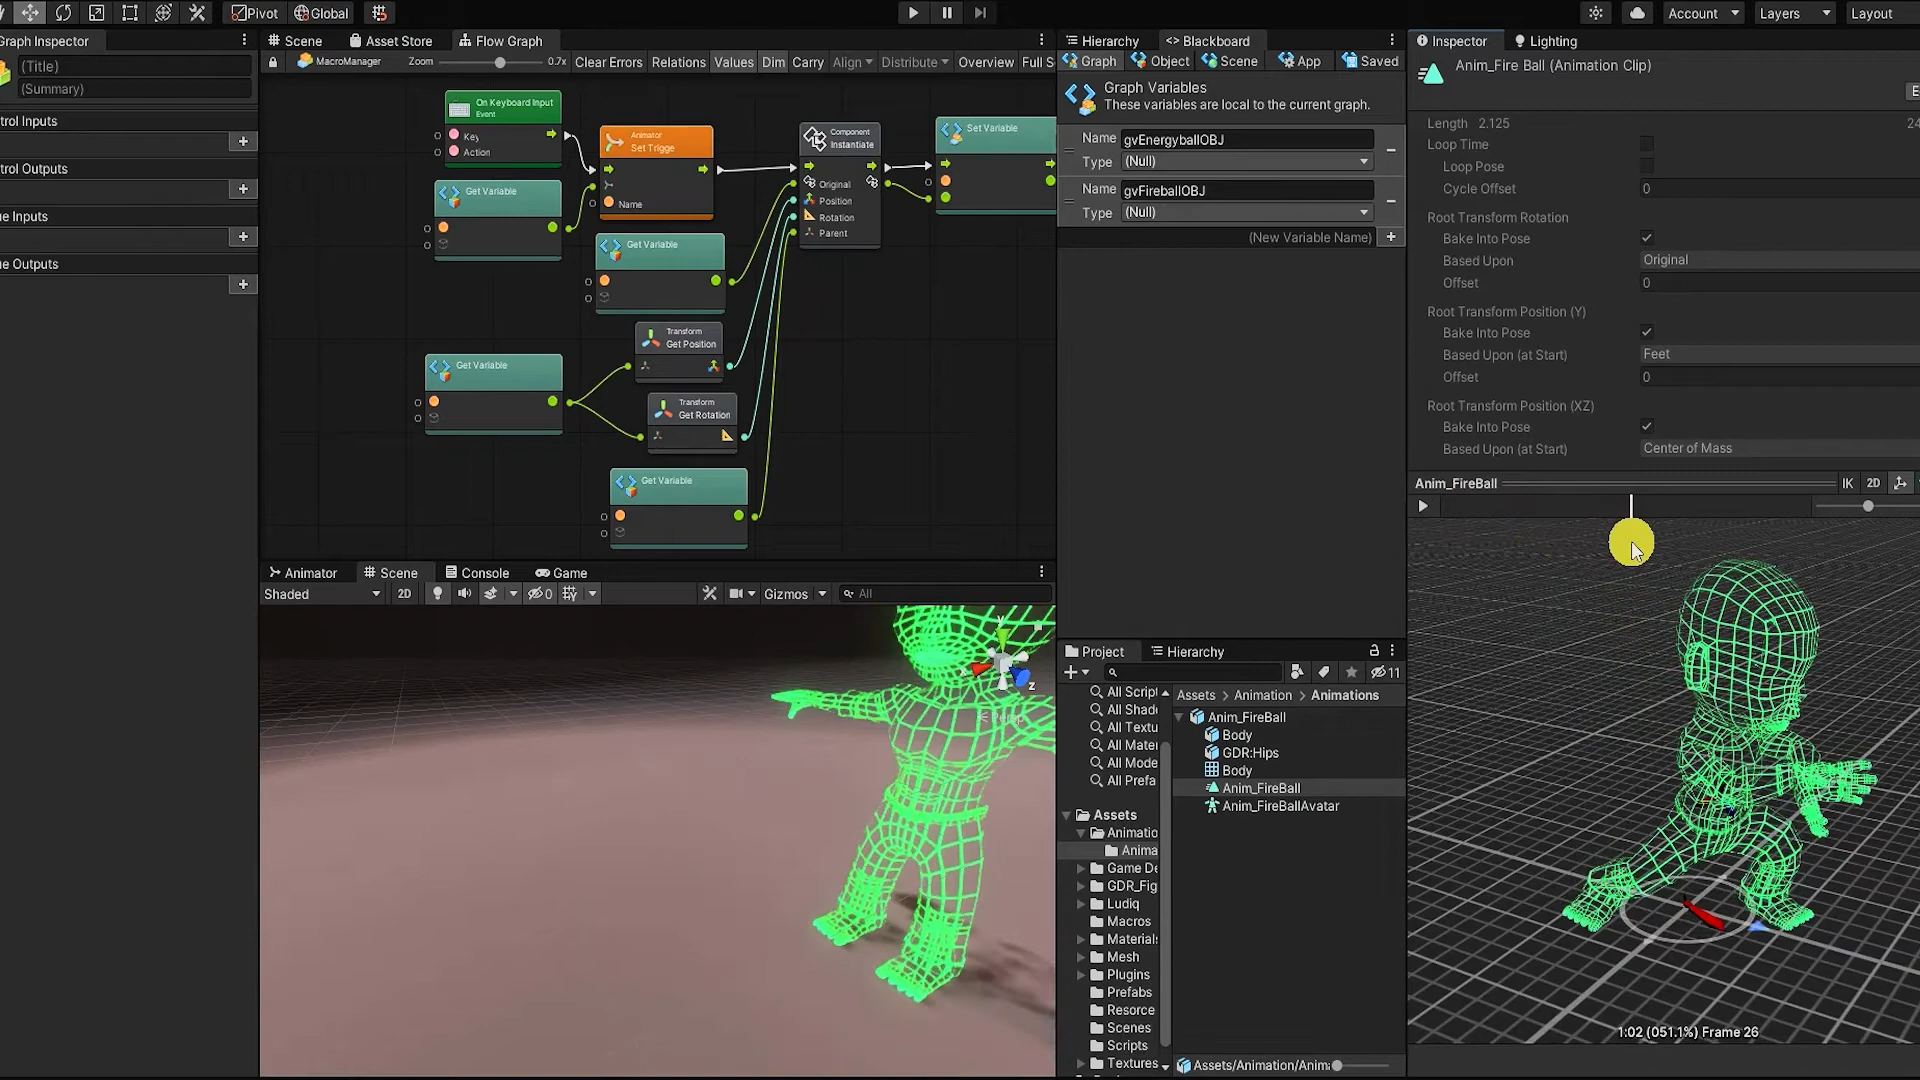 Pivot
Global
Account
Layers
Layout
Graph Inspector
(Title)
(Summary)
trol Inputs
trol Outputs
ue Inputs
ue Outputs
Scene
Asset Store
Flow Graph
MacroManager
Zoom
0.7x
Clear Errors
Relations
Values
Dim
Carry
Align
Distribute
Overview
Full S
On Keyboard Input
Event
Key
Action
Get Variable
Animator
Set Trigge
Name
Get Variable
Component
Instantiate
Original
Position
Rotation
Parent
Set Variable
Transform
Get Position
Get Variable
Transform
Get Rotation
Get Variable
Hierarchy
<> Blackboard
Graph
Object
Scene
App
Saved
Graph Variables
These variables are local to the current graph.
Name gvEnergyballOBJ
Type (Null)
Name gvFireballOBJ
Type (Null)
(New Variable Name)
Inspector
Lighting
Anim_Fire Ball (Animation Clip)
E
Length 2.125
24
Loop Time
Loop Pose
Cycle Offset 0
Root Transform Rotation
Bake Into Pose
Based Upon Original
Offset 0
Root Transform Position (Y)
Bake Into Pose
Based Upon (at Start) Feet
Offset 0
Root Transform Position (XZ)
Bake Into Pose
Based Upon (at Start) Center of Mass
Anim_FireBall
IK
2D
1:02 (051.1%) Frame 26
Animator
Scene
Console
Game
Shaded
2D
0
Gizmos
All
y
x
z
Persp
Project
Hierarchy
11
All Script
All Shade
All Textu
All Mater
All Mode
All Prefa
Assets
Animatio
Anima
Game De
GDR_Fig
Ludiq
Macros
Materials
Mesh
Plugins
Prefabs
Resorce
Scenes
Scripts
Textures
Assets > Animation > Animations
Anim_FireBall
Body
GDR:Hips
Body
Anim_FireBall
Anim_FireBallAvatar
Assets/Animation/Anima